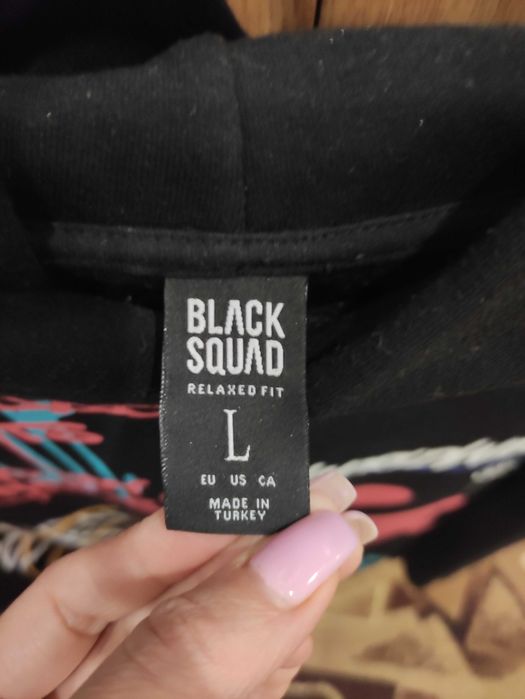 BLACK
SQUAD
RELAXED FIT
L
EU US CA
MADE IN
TURKEY